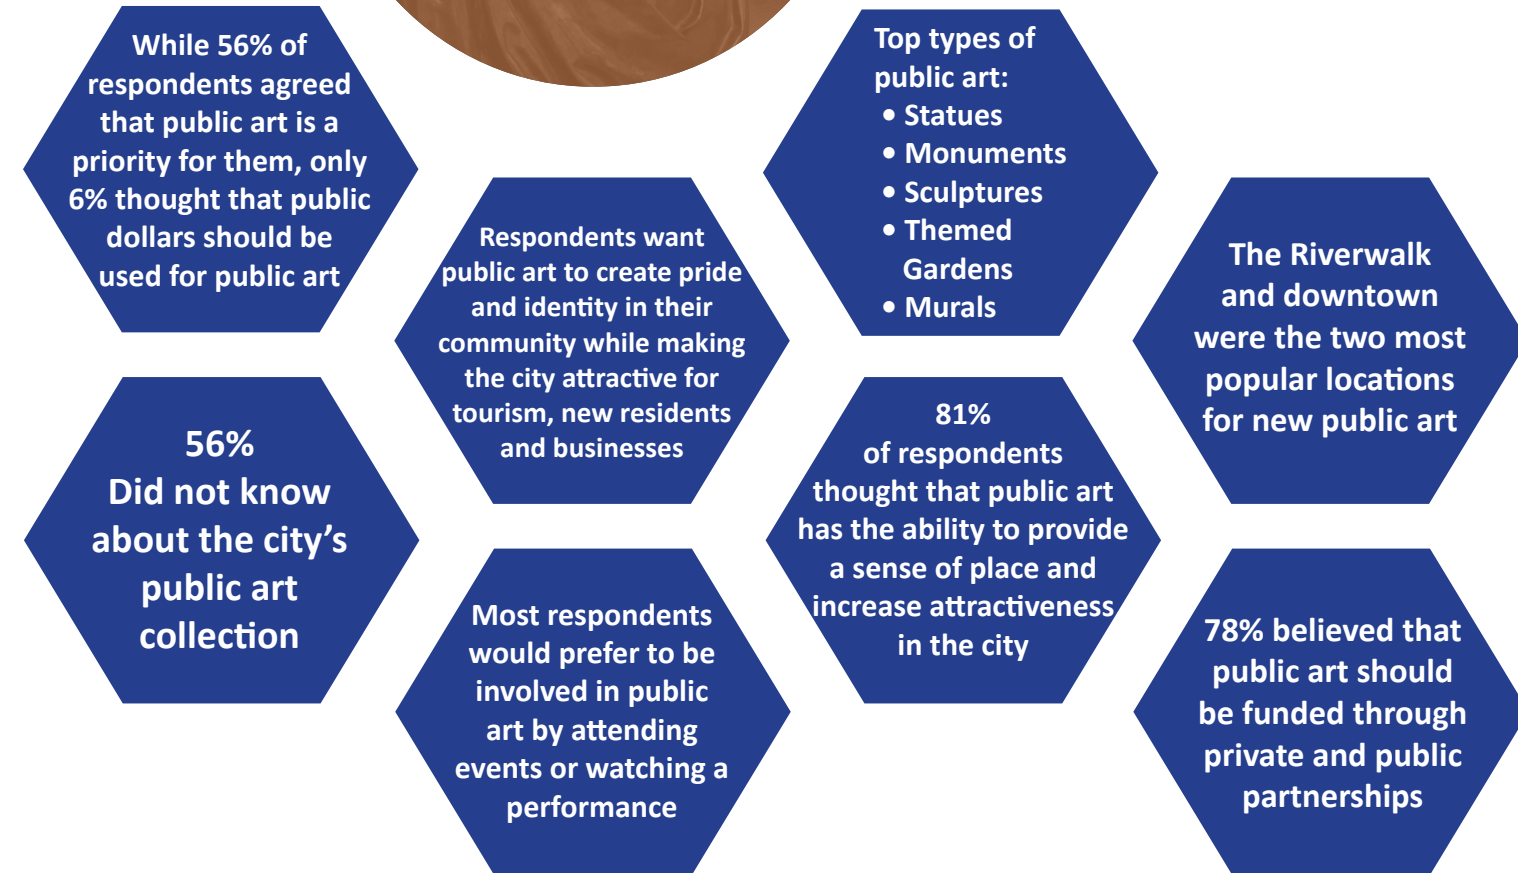 While 56% of
respondents agreed
that public art is a
priority for them, only
6% thought that public
dollars should be
used for public art
Respondents want
public art to create pride
and identity in their
community while making
the city attractive for
tourism, new residents
and businesses
Top types of
public art:
• Statues
• Monuments
• Sculptures
• Themed
Gardens
• Murals
The Riverwalk
and downtown
were the two most
popular locations
for new public art
56%
Did not know
about the city’s
public art
collection
Most respondents
would prefer to be
involved in public
art by attending
events or watching a
performance
81%
of respondents
thought that public art
has the ability to provide
a sense of place and
increase attractiveness
in the city
78% believed that
public art should
be funded through
private and public
partnerships